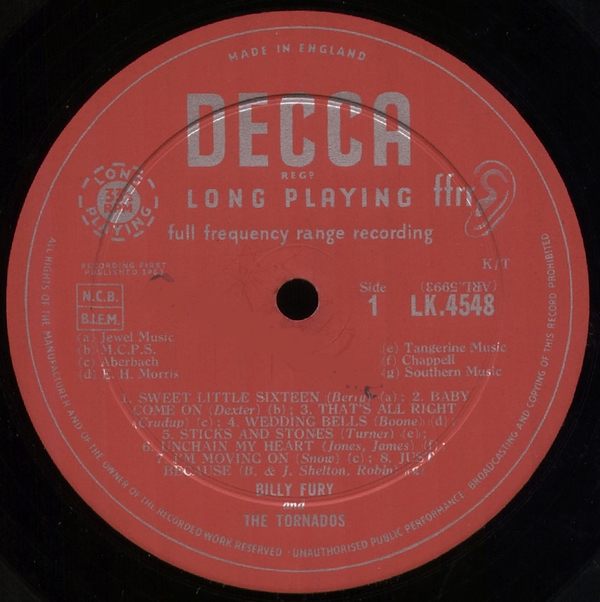 MADE IN ENGLAND
DECCA
REGD
LONG PLAYING ffrr
full frequency range recording
LONG
PLAYING
RECORDING FIRST
PUBLISHED
K/T
(ARL.5993)
Side
1 LK.4548
N.C.B.
B.I.E.M.
(a) Jewel Music
(b) M.C.P.S.
(c) Aberbach
(d) E. H. Morris
(e) Tangerine Music
(f) Chappell
(g) Southern Music
1. SWEET LITTLE SIXTEEN (Berry) (a); 2. BABY
COME ON (Dexter) (b); 3. THAT'S ALL RIGHT
(Crudup) (c); 4. WEDDING BELLS (Boone) (d);
5. STICKS AND STONES (Turner) (e);
6. UNCHAIN MY HEART (Jones, James) (f);
7. I'M MOVING ON (Snow) (c); 8. JUST
BECAUSE (B. & J. Shelton, Robin) (g)
BILLY FURY
and
THE TORNADOS
ALL RIGHTS OF THE MANUFACTURER AND OF THE OWNER OF THE RECORDED WORK RESERVED · UNAUTHORISED PUBLIC PERFORMANCE BROADCASTING AND COPYING OF THIS RECORD PROHIBITED